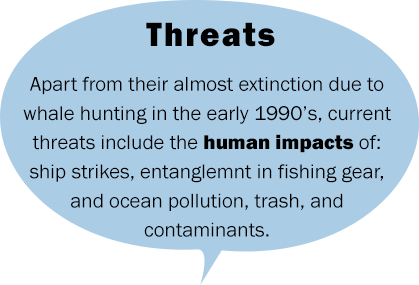 Threats
Apart from their almost extinction due to
whale hunting in the early 1990’s, current
threats include the human impacts of:
ship strikes, entanglemnt in fishing gear,
and ocean pollution, trash, and
contaminants.